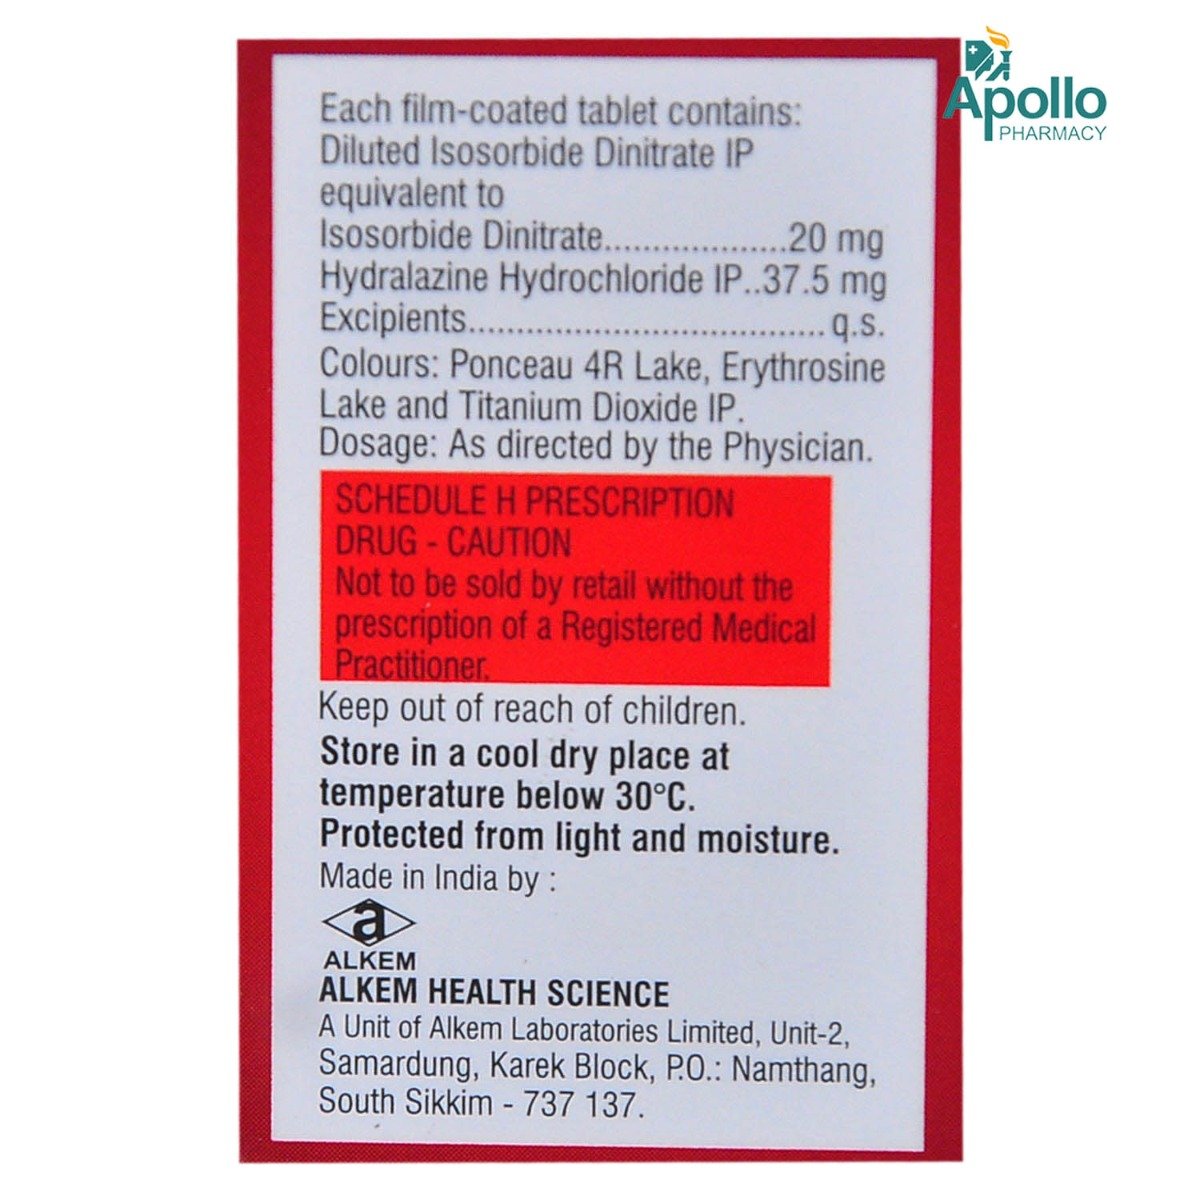 Apollo
PHARMACY
Each film-coated tablet contains:
Diluted Isosorbide Dinitrate IP
equivalent to
Isosorbide Dinitrate...................20 mg
Hydralazine Hydrochloride IP..37.5 mg
Excipients...................................... q.s.
Colours: Ponceau 4R Lake, Erythrosine
Lake and Titanium Dioxide IP.
Dosage: As directed by the Physician.
SCHEDULE H PRESCRIPTION
DRUG - CAUTION
Not to be sold by retail without the
prescription of a Registered Medical
Practitioner.
Keep out of reach of children.
Store in a cool dry place at
temperature below 30°C.
Protected from light and moisture.
Made in India by :
a
ALKEM
ALKEM HEALTH SCIENCE
A Unit of Alkem Laboratories Limited, Unit-2,
Samardung, Karek Block, P.O.: Namthang,
South Sikkim - 737 137.